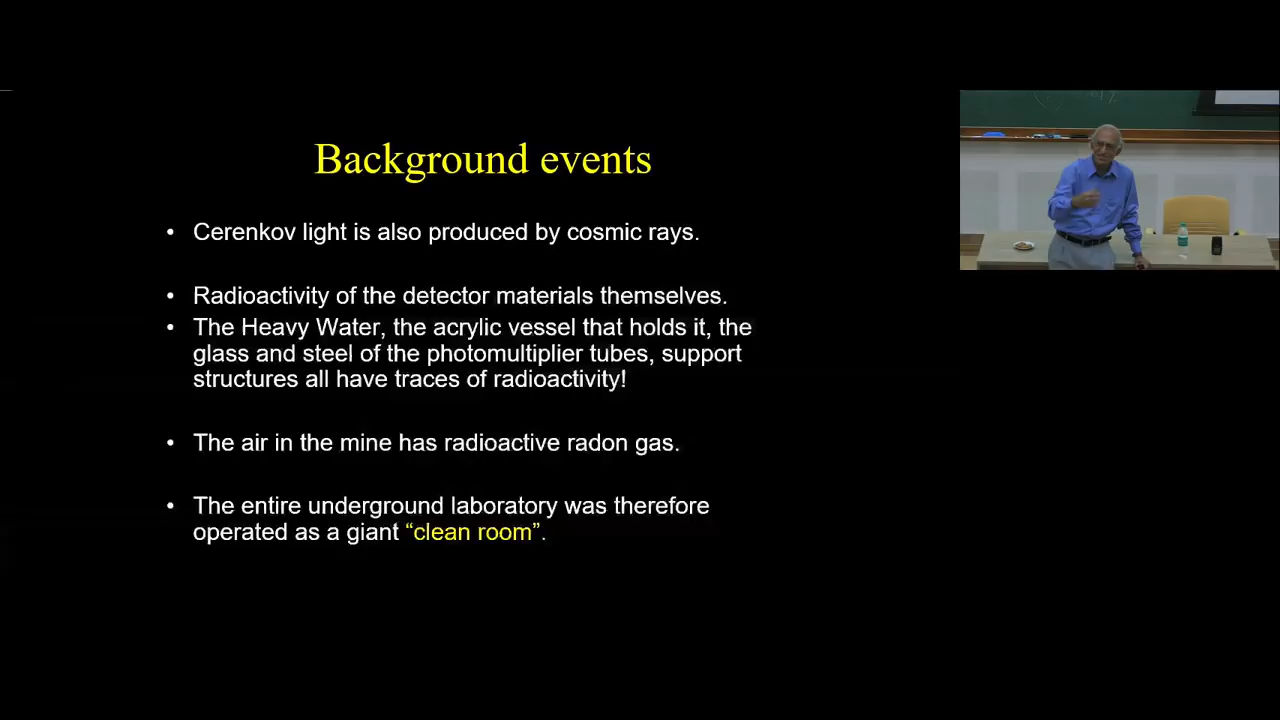 Background events
• Cerenkov light is also produced by cosmic rays.
• Radioactivity of the detector materials themselves.
• The Heavy Water, the acrylic vessel that holds it, the
glass and steel of the photomultiplier tubes, support
structures all have traces of radioactivity!
• The air in the mine has radioactive radon gas.
• The entire underground laboratory was therefore
operated as a giant “clean room”.